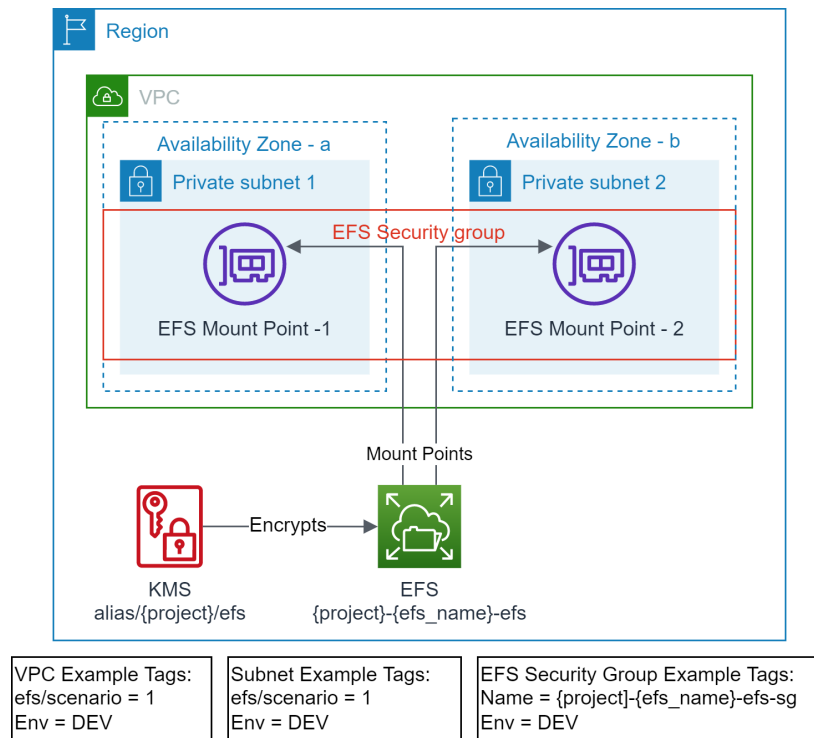 Region
VPC
Availability Zone - a
Availability Zone - b
Private subnet 1
Private subnet 2
EFS Security group
EFS Mount Point -1
EFS Mount Point - 2
Mount Points
Encrypts
KMS
alias/{project}/efs
EFS
{project}-{efs_name}-efs
VPC Example Tags:
efs/scenario = 1
Env = DEV
Subnet Example Tags:
efs/scenario = 1
Env = DEV
EFS Security Group Example Tags:
Name = {project]-{efs_name}-efs-sg
Env = DEV